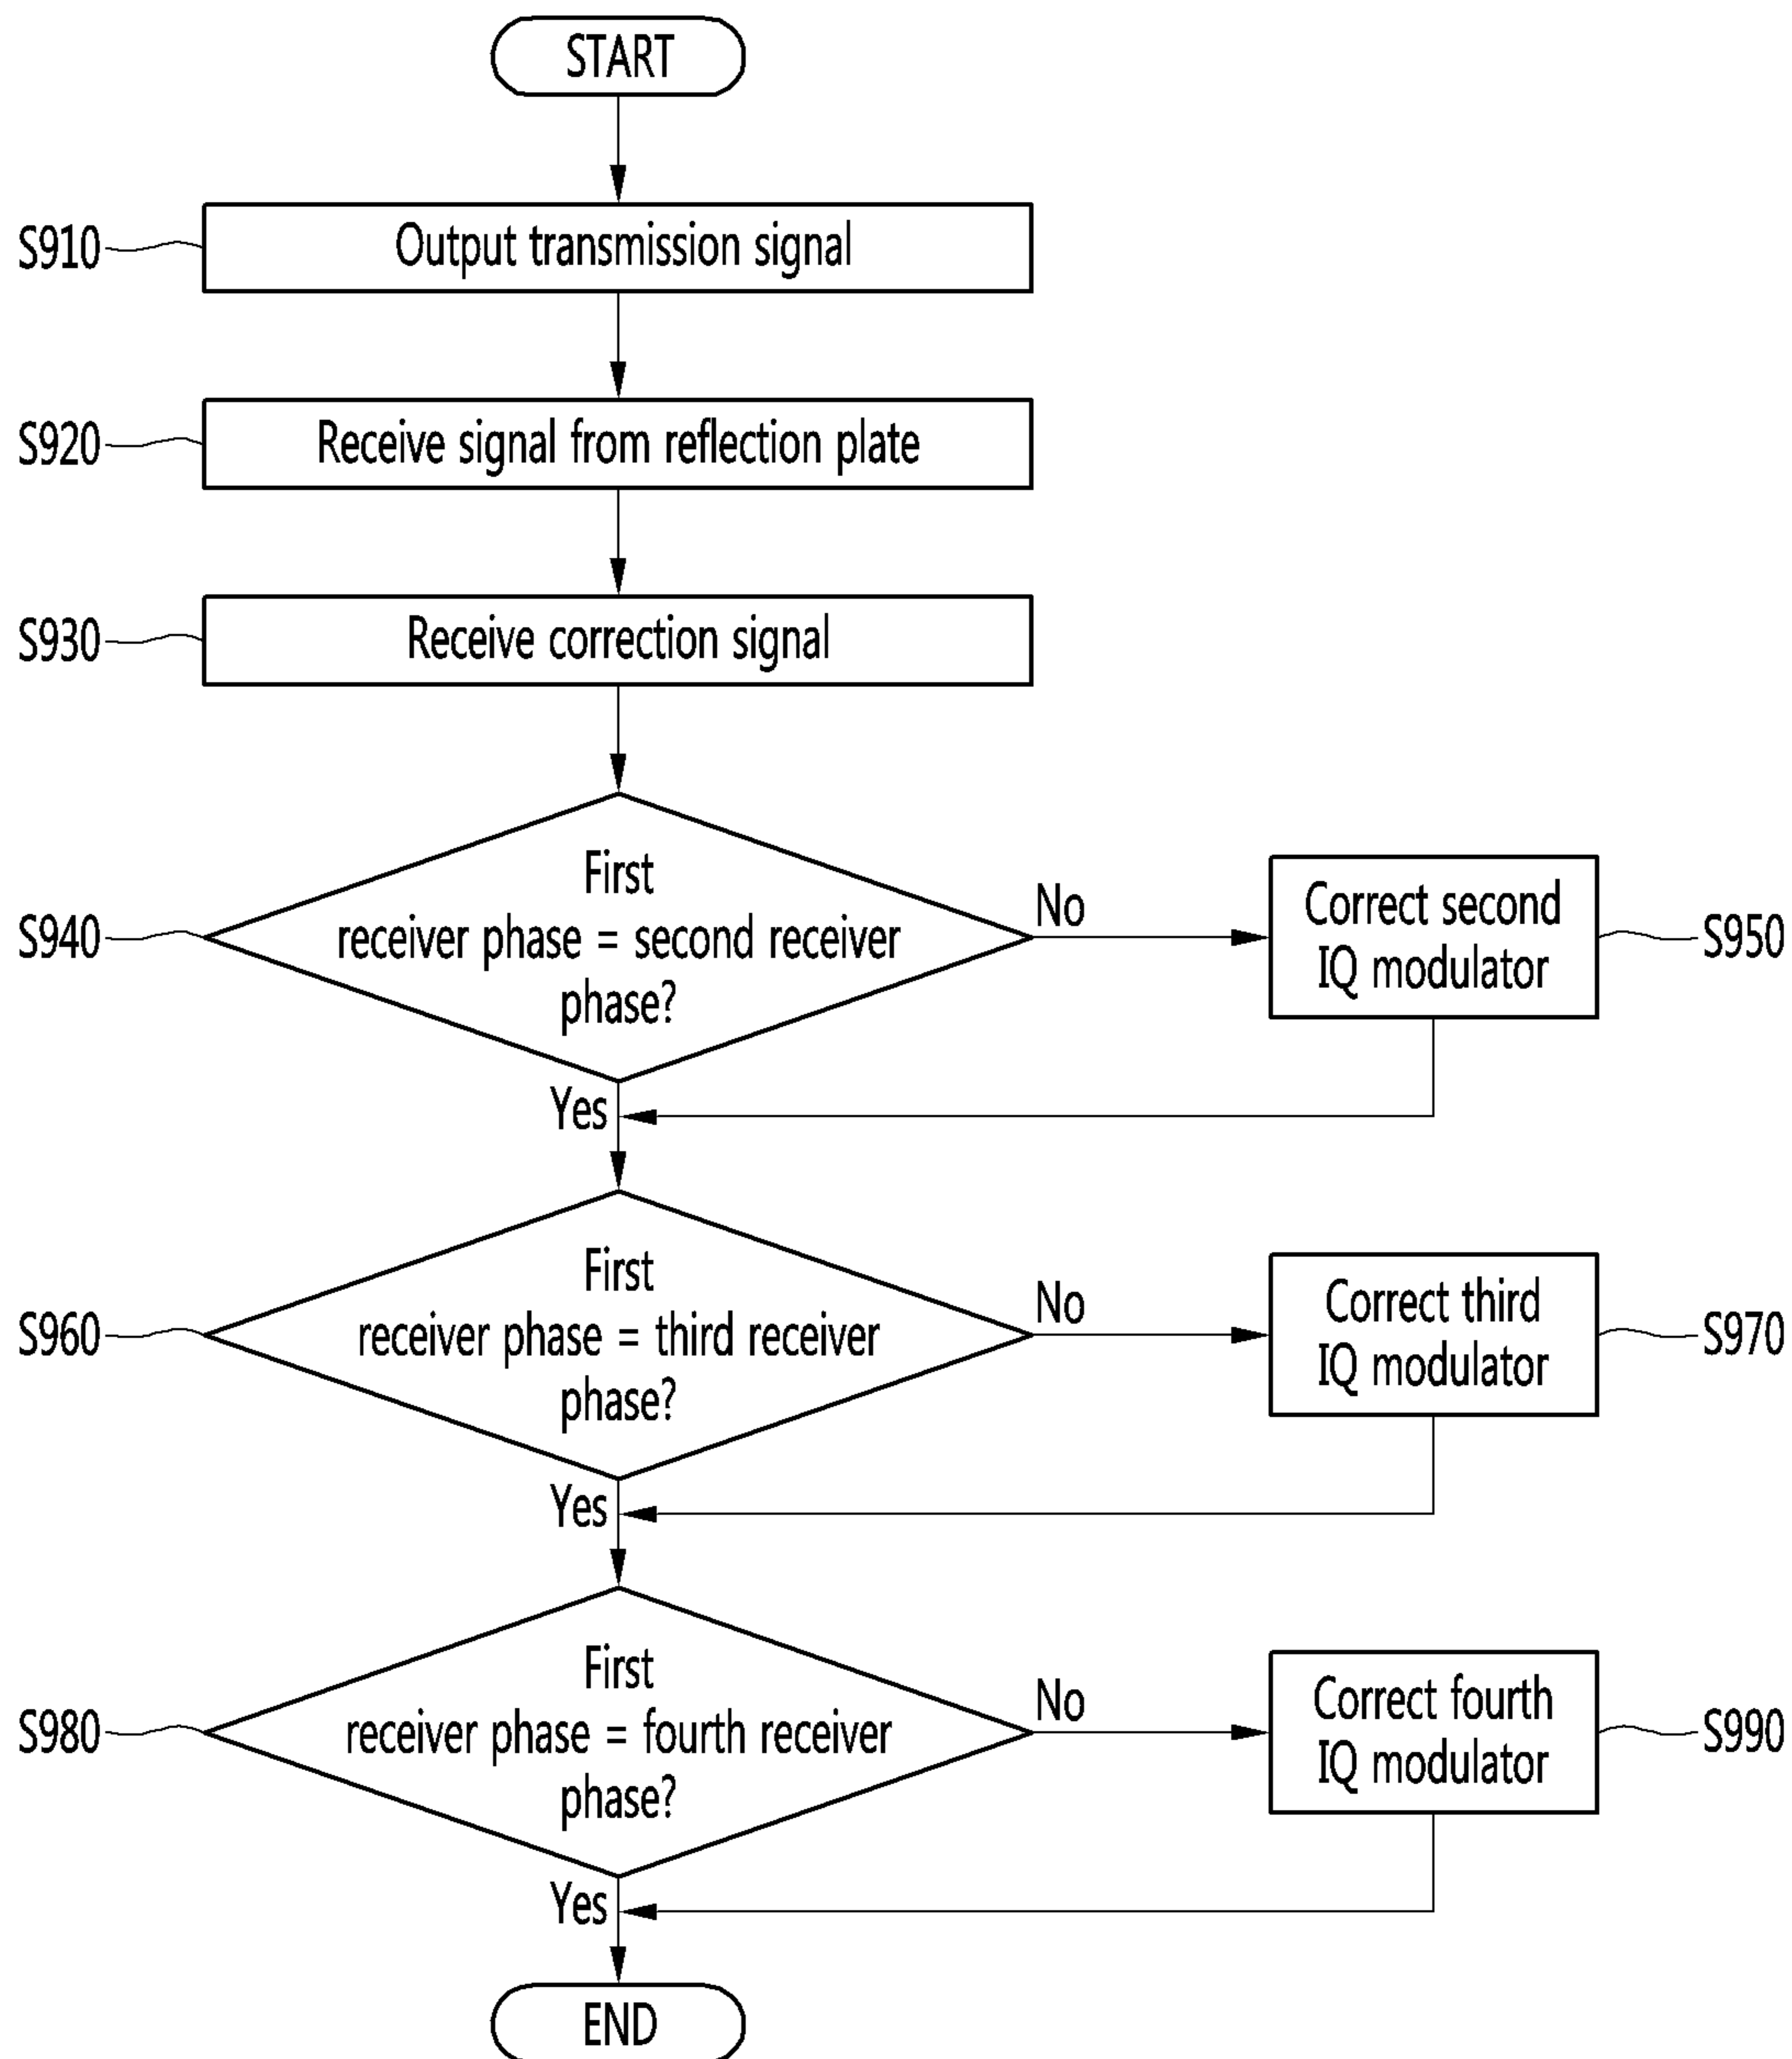 START
S910
Output transmission signal
S920
Receive signal from reflection plate
S930
Receive correction signal
S940
First
receiver phase = second receiver
phase?
No
Correct second
IQ modulator
S950
Yes
S960
First
receiver phase = third receiver
phase?
No
Correct third
IQ modulator
S970
Yes
S980
First
receiver phase = fourth receiver
phase?
No
Correct fourth
IQ modulator
S990
Yes
END